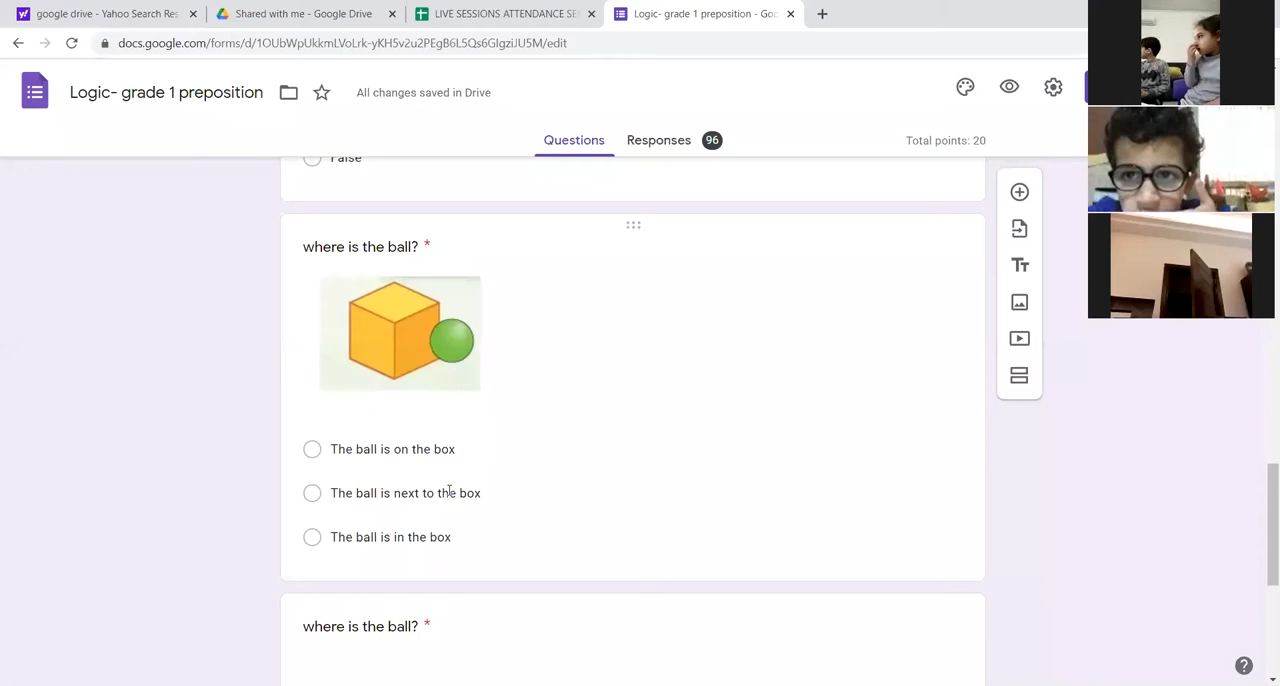 google drive - Yahoo Search Res
Shared with me - Google Drive
LIVE SESSIONS ATTENDANCE SE
Logic- grade 1 preposition - Goo
docs.google.com/forms/d/1OUbWpUkkmLVoLrk-yKH5v2u2PEgB6L5Qs6GIgziJU5M/edit
Logic- grade 1 preposition
All changes saved in Drive
Questions
Responses 96
Total points: 20
False
where is the ball? *
The ball is on the box
The ball is next to the box
The ball is in the box
where is the ball? *